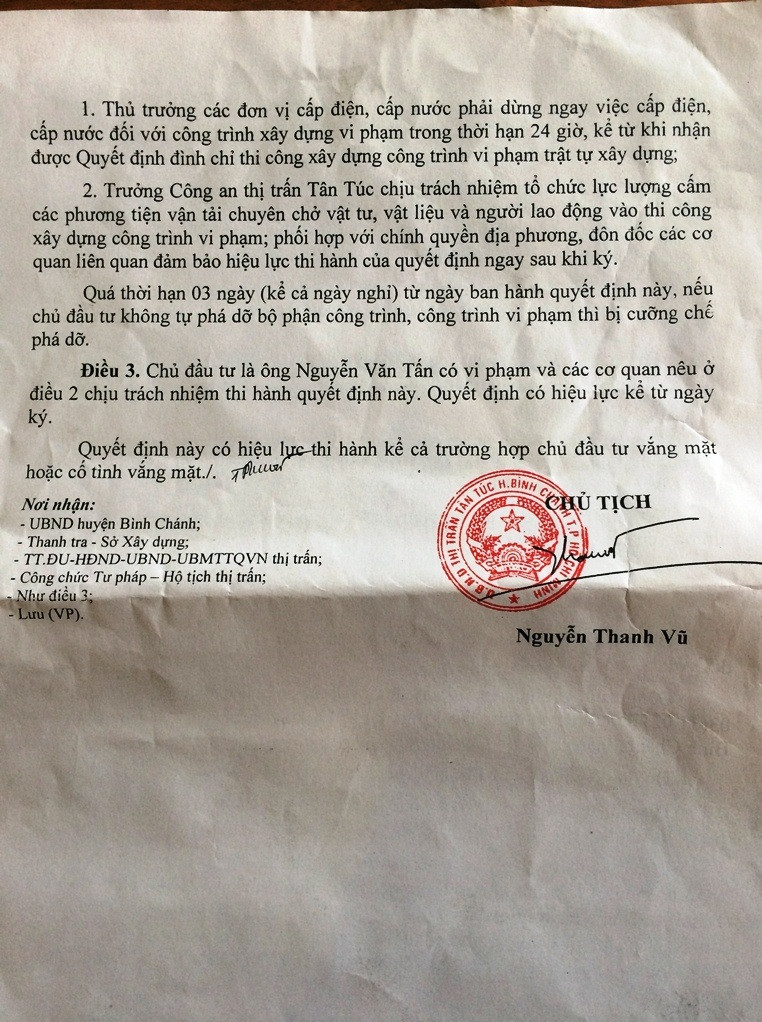 1. Thủ trưởng các đơn vị cấp điện, cấp nước phải dừng ngay việc cấp điện,
cấp nước đối với công trình xây dựng vi phạm trong thời hạn 24 giờ, kể từ khi nhận
được Quyết định đình chỉ thi công xây dựng công trình vi phạm trật tự xây dựng;
2. Trưởng Công an thị trấn Tân Túc chịu trách nhiệm tổ chức lực lượng cấm
các phương tiện vận tải chuyên chở vật tư, vật liệu và người lao động vào thi công
xây dựng công trình vi phạm; phối hợp với chính quyền địa phương, đôn đốc các cơ
quan liên quan đảm bảo hiệu lực thi hành của quyết định ngay sau khi ký.
Quá thời hạn 03 ngày (kể cả ngày nghỉ) từ ngày ban hành quyết định này, nếu
chủ đầu tư không tự phá dỡ bộ phận công trình, công trình vi phạm thì bị cưỡng chế
phá dỡ.
Điều 3. Chủ đầu tư là ông Nguyễn Văn Tấn có vi phạm và các cơ quan nêu ở
điều 2 chịu trách nhiệm thi hành quyết định này. Quyết định có hiệu lực kể từ ngày
ký.
Quyết định này có hiệu lực thi hành kể cả trường hợp chủ đầu tư vắng mặt
hoặc cố tình vắng mặt./.
Nơi nhận:
- UBND huyện Bình Chánh;
- Thanh tra - Sở Xây dựng;
- TT.ĐU-HĐND-UBND-UBMTTQVN thị trấn;
- Công chức Tư pháp – Hộ tịch thị trấn;
- Như điều 3;
- Lưu (VP).
CHỦ TỊCH
U.B.N.D THỊ TRẤN TÂN TÚC H.BÌNH CHÁNH T.P HỒ CHÍ MINH
Nguyễn Thanh Vũ